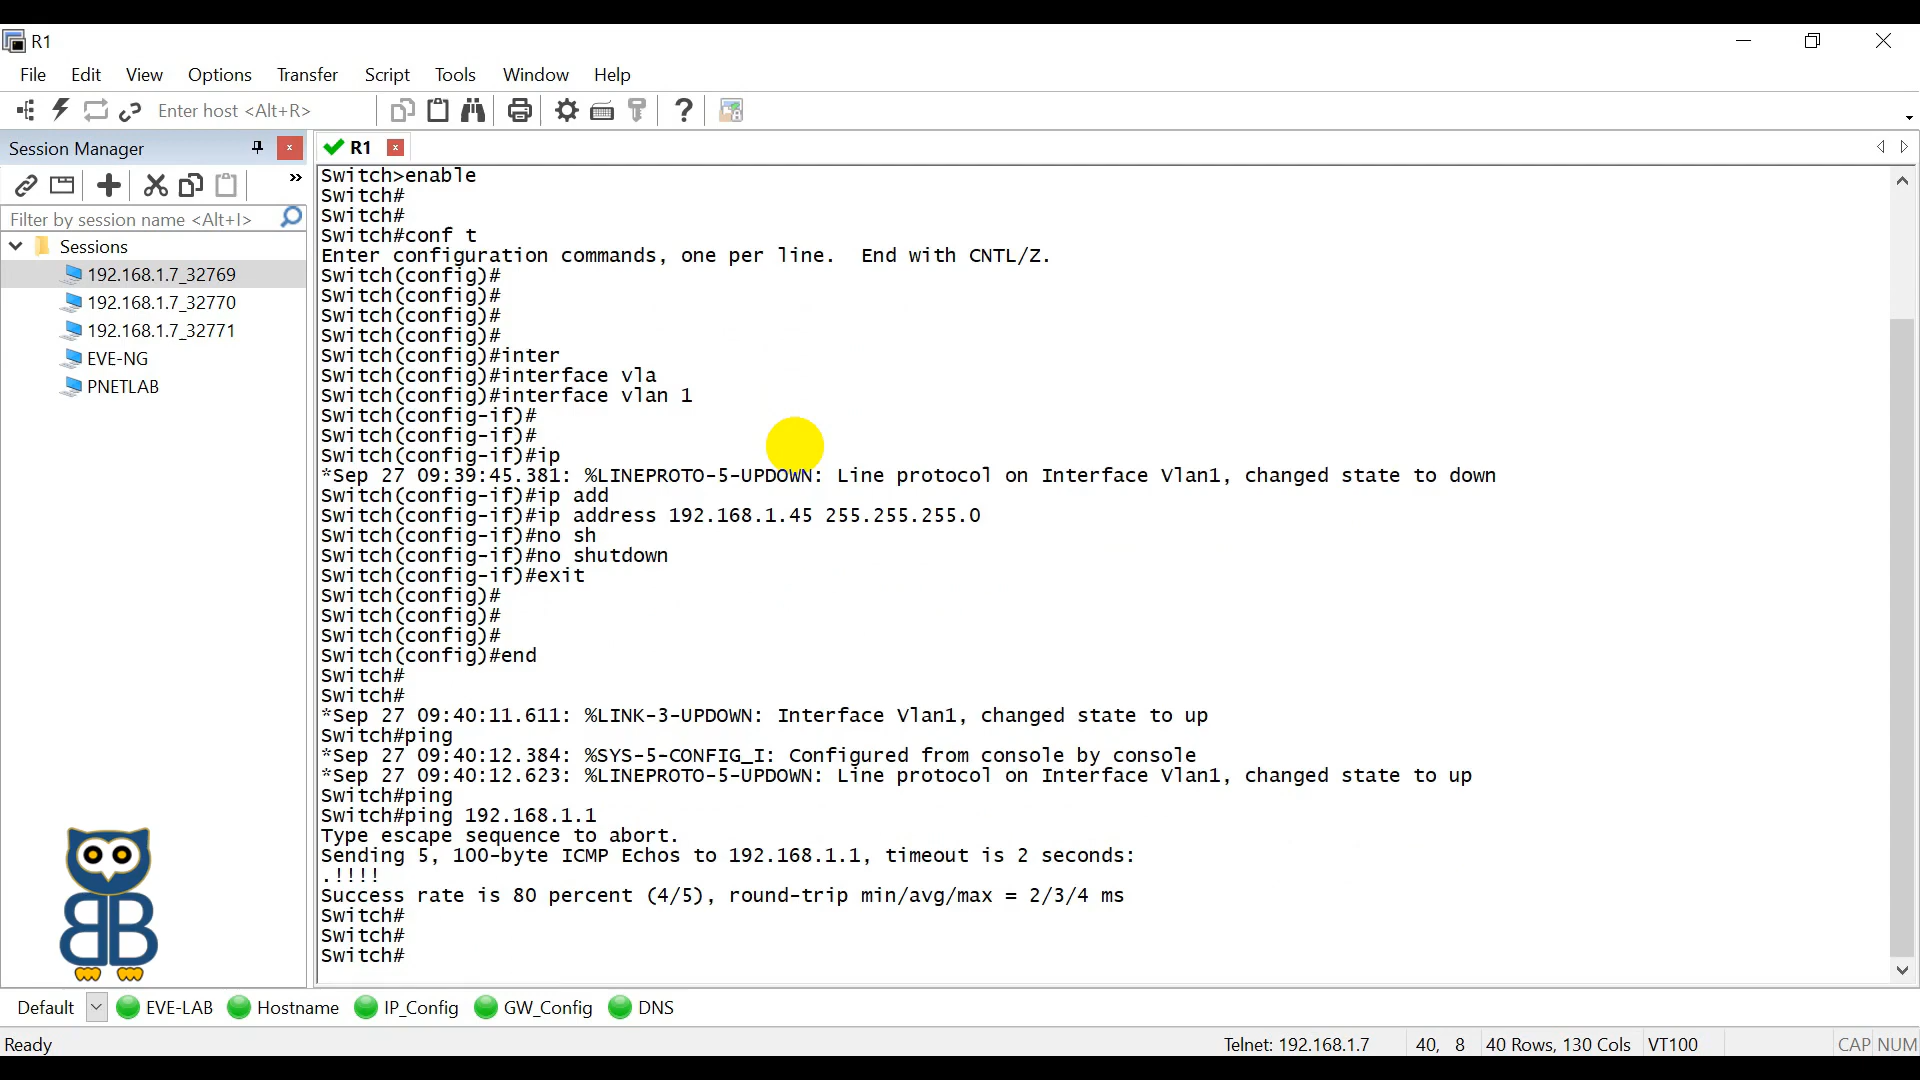 R1
File Edit View Options Transfer Script Tools Window Help
Enter host <Alt+R>
Session Manager
R1
Filter by session name <Alt+I>
Sessions
192.168.1.7_32769
192.168.1.7_32770
192.168.1.7_32771
EVE-NG
PNETLAB
Switch>enable
Switch#
Switch#
Switch#conf t
Enter configuration commands, one per line.  End with CNTL/Z.
Switch(config)#
Switch(config)#
Switch(config)#
Switch(config)#
Switch(config)#inter
Switch(config)#interface vla
Switch(config)#interface vlan 1
Switch(config-if)#
Switch(config-if)#
Switch(config-if)#ip
*Sep 27 09:39:45.381: %LINEPROTO-5-UPDOWN: Line protocol on Interface Vlan1, changed state to down
Switch(config-if)#ip add
Switch(config-if)#ip address 192.168.1.45 255.255.255.0
Switch(config-if)#no sh
Switch(config-if)#no shutdown
Switch(config-if)#exit
Switch(config)#
Switch(config)#
Switch(config)#
Switch(config)#end
Switch#
Switch#
*Sep 27 09:40:11.611: %LINK-3-UPDOWN: Interface Vlan1, changed state to up
Switch#ping
*Sep 27 09:40:12.384: %SYS-5-CONFIG_I: Configured from console by console
*Sep 27 09:40:12.623: %LINEPROTO-5-UPDOWN: Line protocol on Interface Vlan1, changed state to up
Switch#ping
Switch#ping 192.168.1.1
Type escape sequence to abort.
Sending 5, 100-byte ICMP Echos to 192.168.1.1, timeout is 2 seconds:
.!!!!
Success rate is 80 percent (4/5), round-trip min/avg/max = 2/3/4 ms
Switch#
Switch#
Switch#
BB
Default EVE-LAB Hostname IP_Config GW_Config DNS
Ready Telnet: 192.168.1.7 40, 8 40 Rows, 130 Cols VT100 CAP NUM